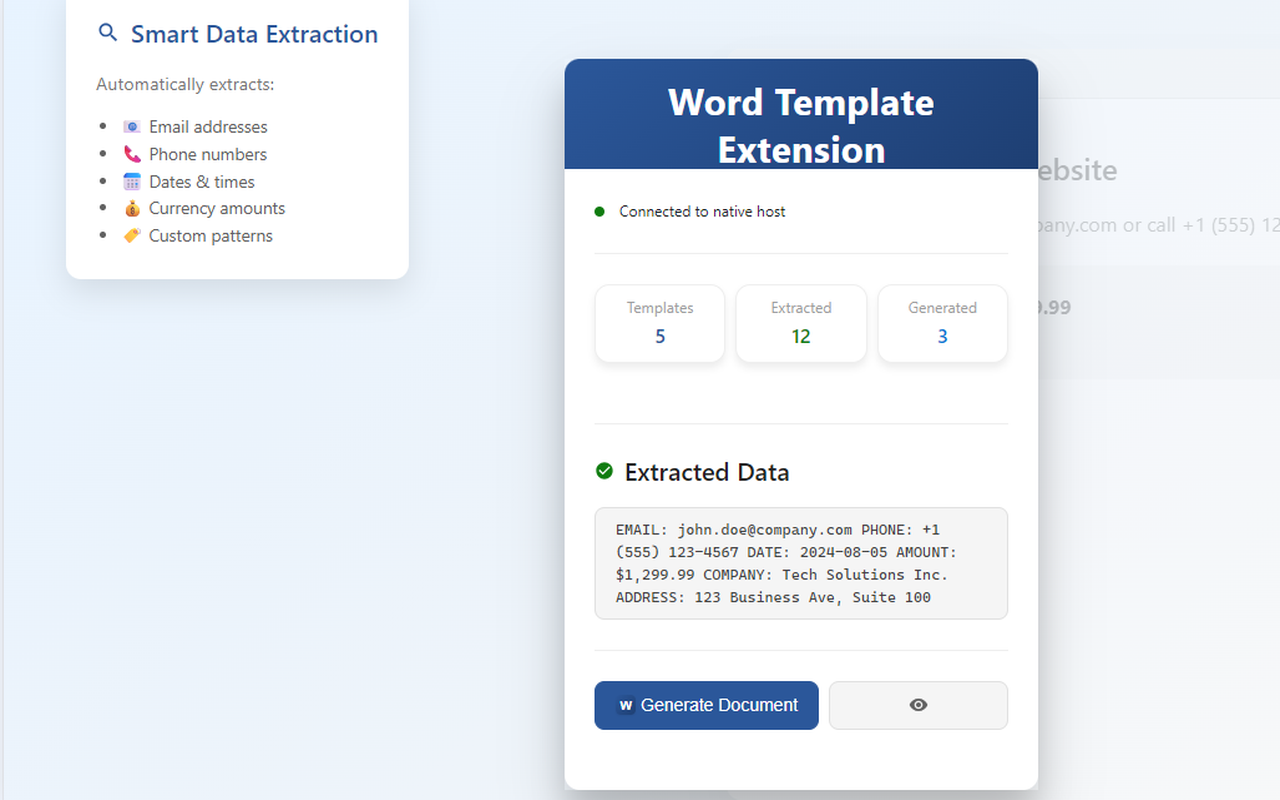 Smart Data Extraction
Automatically extracts:
Email addresses
Phone numbers
Dates & times
Currency amounts
Custom patterns
Word Template
Extension
Connected to native host
Templates
5
Extracted
12
Generated
3
Extracted Data
EMAIL: john.doe@company.com PHONE: +1
(555) 123-4567 DATE: 2024-08-05 AMOUNT:
$1,299.99 COMPANY: Tech Solutions Inc.
ADDRESS: 123 Business Ave, Suite 100
W Generate Document
ebsite
pany.com or call +1 (555) 12
9.99